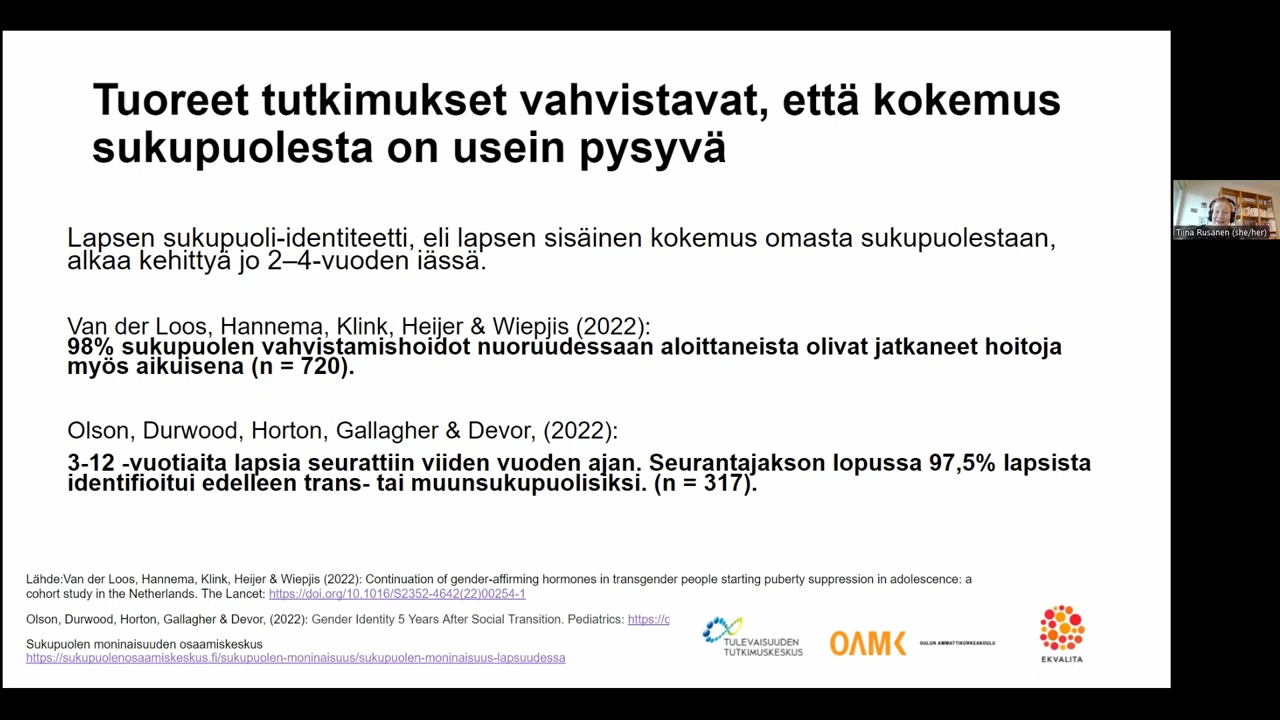 Tuoreet tutkimukset vahvistavat, että kokemus
sukupuolesta on usein pysyvä
Lapsen sukupuoli-identiteetti, eli lapsen sisäinen kokemus omasta sukupuolestaan,
alkaa kehittyä jo 2–4-vuoden iässä.
Van der Loos, Hannema, Klink, Heijer & Wiepjis (2022):
98% sukupuolen vahvistamishoidot nuoruudessaan aloittaneista olivat jatkaneet hoitoja
myös aikuisena (n = 720).
Olson, Durwood, Horton, Gallagher & Devor, (2022):
3-12 -vuotiaita lapsia seurattiin viiden vuoden ajan. Seurantajakson lopussa 97,5% lapsista
identifioitui edelleen trans- tai muunsukupuolisiksi. (n = 317).
Lähde:Van der Loos, Hannema, Klink, Heijer & Wiepjis (2022): Continuation of gender-affirming hormones in transgender people starting puberty suppression in adolescence: a
cohort study in the Netherlands. The Lancet: https://doi.org/10.1016/S2352-4642(22)00254-1
Olson, Durwood, Horton, Gallagher & Devor, (2022): Gender Identity 5 Years After Social Transition. Pediatrics: https://c
Sukupuolen moninaisuuden osaamiskeskus
https://sukupuolenosaamiskeskus.fi/sukupuolen-moninaisuus/sukupuolen-moninaisuus-lapsuudessa
TULEVAISUUDEN
TUTKIMUSKESKUS
OAMK
OULUN AMMATTIKORKEAKOULU
EKVALITA
Tiina Rusanen (she/her)